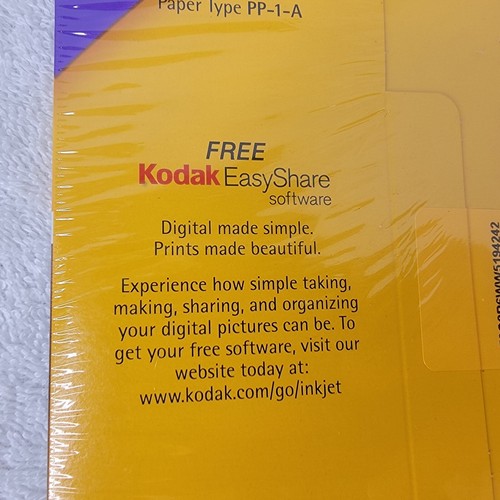 Paper Type PP-1-A
FREE
Kodak EasyShare
software
Digital made simple.
Prints made beautiful.
Experience how simple taking,
making, sharing, and organizing
your digital pictures can be. To
get your free software, visit our
website today at:
www.kodak.com/go/inkjet